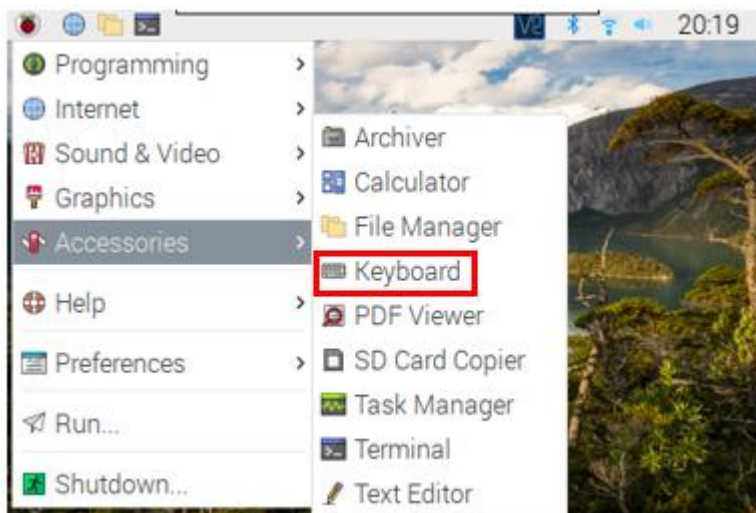 V2 20:19
Programming
Internet
Sound & Video
Graphics
Accessories
Help
Preferences
Run...
Shutdown...
Archiver
Calculator
File Manager
Keyboard
PDF Viewer
SD Card Copier
Task Manager
Terminal
Text Editor